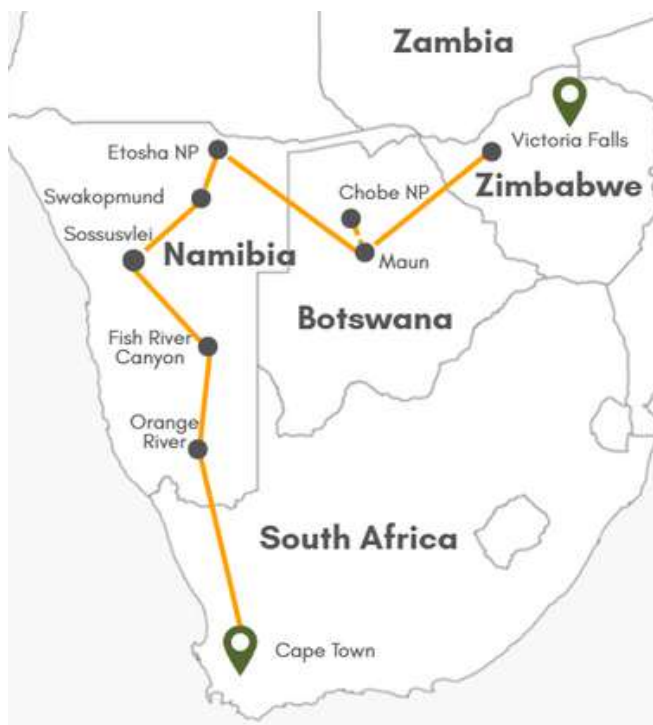 Zambia
Etosha NP
Victoria Falls
Swakopmund
Chobe NP
Zimbabwe
Sossusvlei
Namibia
Maun
Botswana
Fish River
Canyon
Orange
River
South Africa
Cape Town